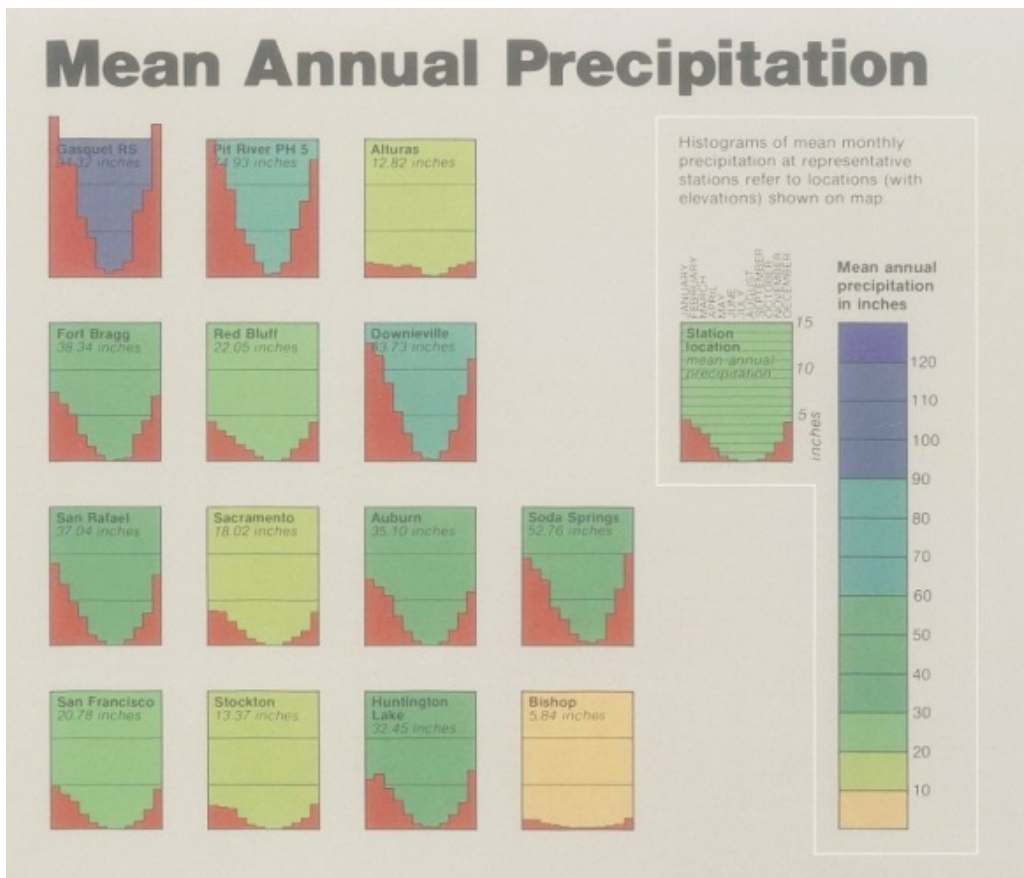 Mean Annual Precipitation
Gasquet RS
94.32 inches
Pit River PH 5
74.93 inches
Alturas
12.82 inches
Histograms of mean monthly
precipitation at representative
stations refer to locations (with
elevations) shown on map.
Fort Bragg
38.34 inches
Red Bluff
22.05 inches
Downieville
63.73 inches
JANUARY
FEBRUARY
MARCH
APRIL
MAY
JUNE
JULY
AUGUST
SEPTEMBER
OCTOBER
NOVEMBER
DECEMBER
Station
location
mean annual
precipitation
15
10
5
inches
Mean annual
precipitation
in inches
120
110
100
90
80
70
60
50
40
30
20
10
San Rafael
37.04 inches
Sacramento
18.02 inches
Auburn
35.10 inches
Soda Springs
52.76 inches
San Francisco
20.78 inches
Stockton
13.37 inches
Huntington
Lake
32.45 inches
Bishop
5.84 inches